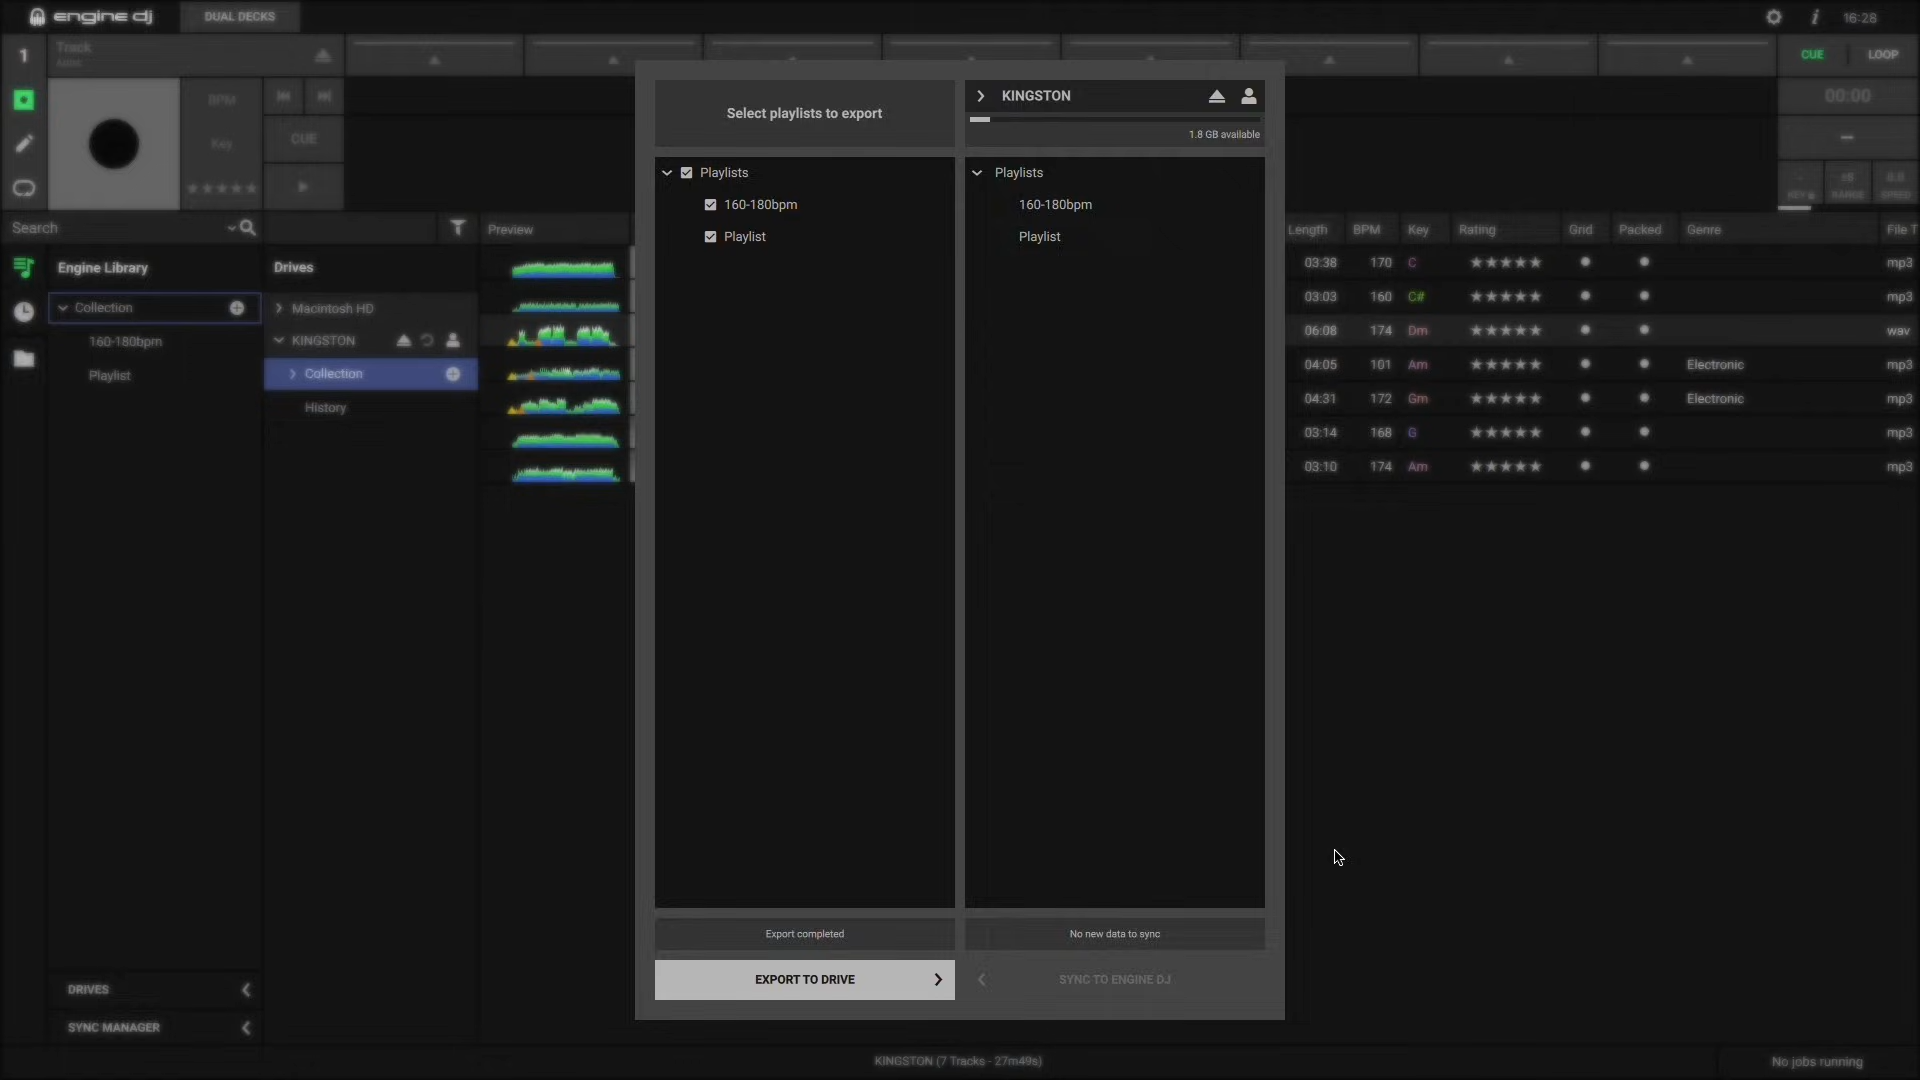 engine dj
DUAL DECKS
16:28
1
Track
CUE
LOOP
BPM
Key
CUE
00:00
KEY
RANGE
SPEED
Select playlists to export
KINGSTON
1.8 GB available
Playlists
160-180bpm
Playlist
Playlists
160-180bpm
Playlist
Search
Preview
Length BPM Key Rating Grid Packed Genre File T
Engine Library
Collection
160-180bpm
Playlist
Drives
Macintosh HD
KINGSTON
Collection
History
03:38 170 C mp3
03:03 160 C# mp3
06:08 174 Dm wav
04:05 101 Am Electronic mp3
04:31 172 Gm Electronic mp3
03:14 168 G mp3
03:10 174 Am mp3
Export completed
No new data to sync
EXPORT TO DRIVE
SYNC TO ENGINE DJ
DRIVES
SYNC MANAGER
KINGSTON (7 Tracks - 27m49s)
No jobs running